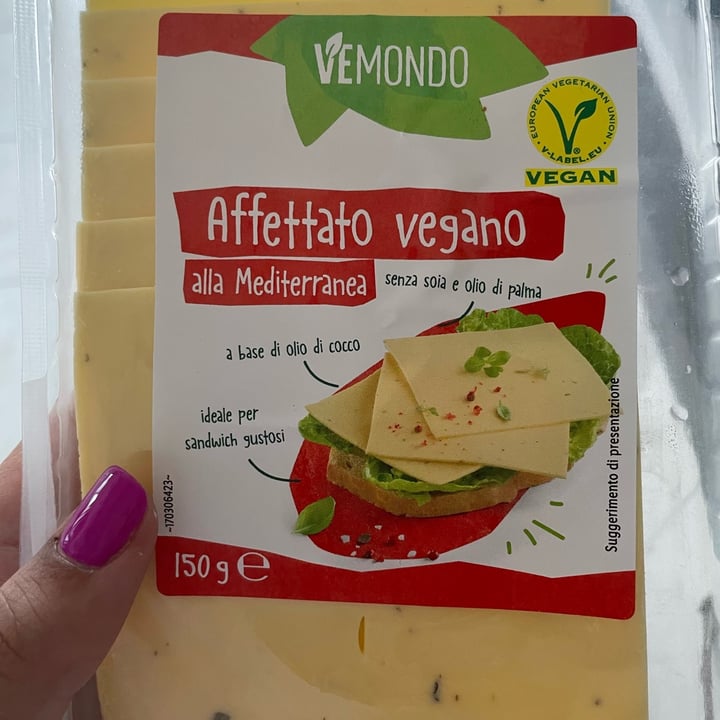 VEMONDO
EUROPEAN VEGETARIAN UNION
V-LABEL.EU
VEGAN
Affettato vegano
alla Mediterranea
senza soia e olio di palma
a base di olio di cocco
ideale per
sandwich gustosi
Suggerimento di presentazione
-170306423-
150 g e